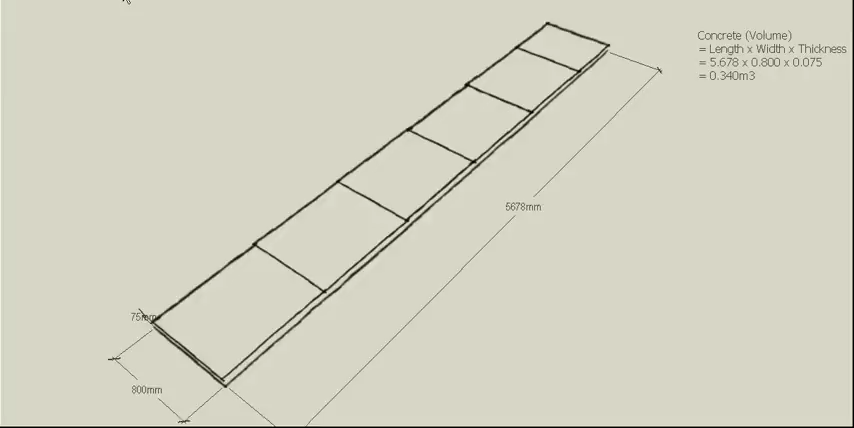 Concrete (Volume)
= Length x Width x Thickness
= 5.678 x 0.800 x 0.075
= 0.340m3
5678mm
75mm
800mm